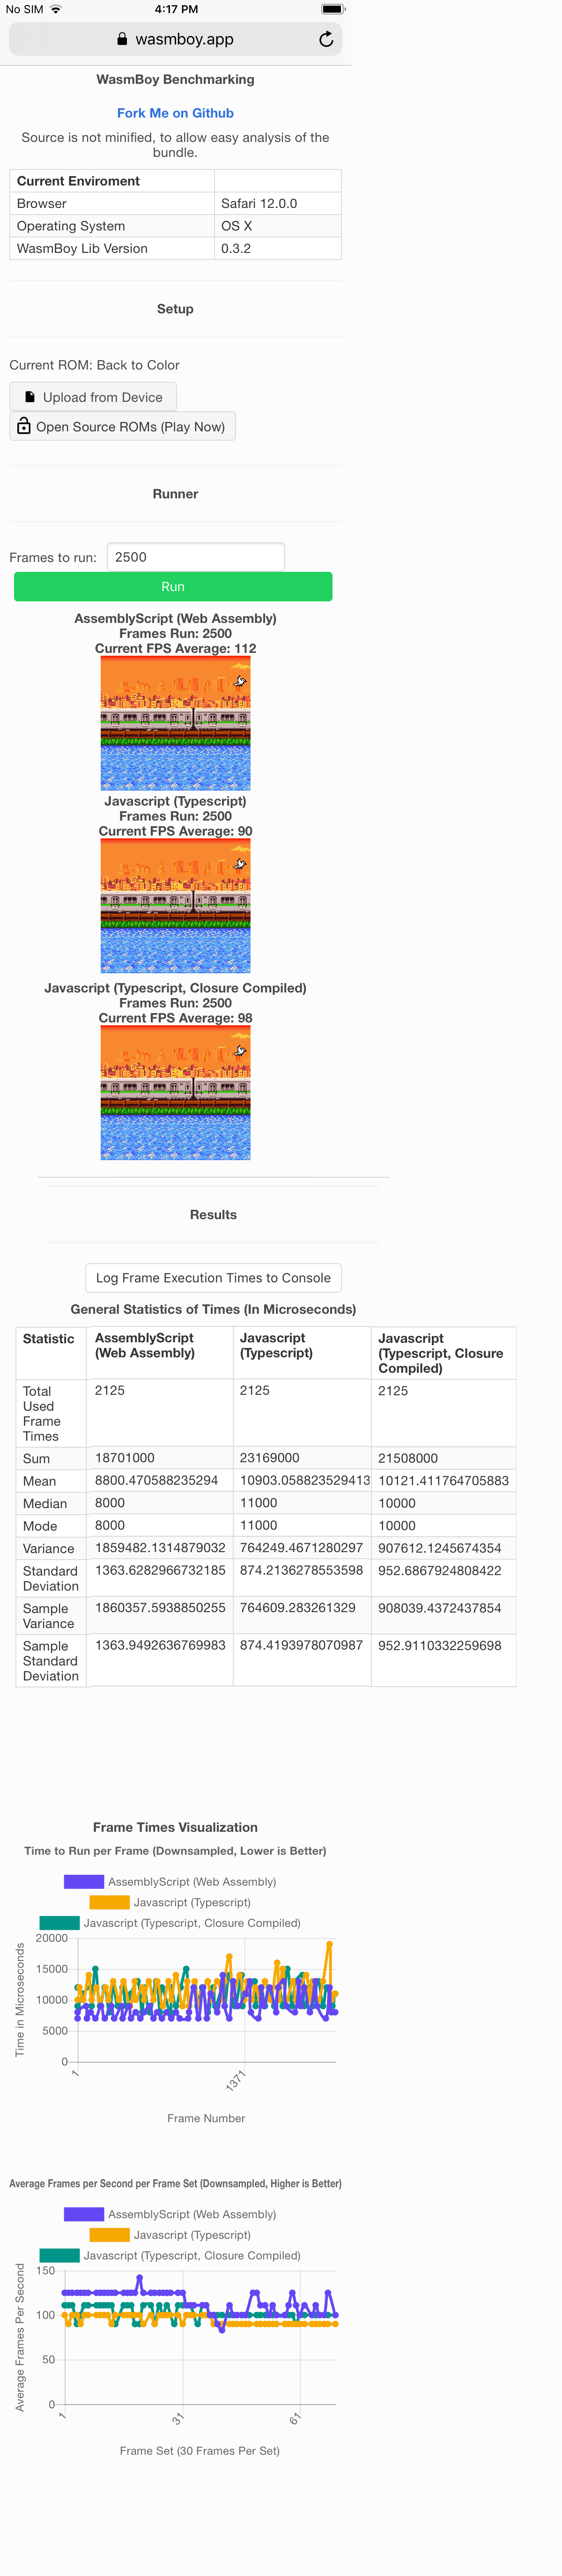 No SIM 4:17 PM
wasmboy.app
WasmBoy Benchmarking
Fork Me on Github
Source is not minified, to allow easy analysis of the
bundle.
Current Enviroment
Browser Safari 12.0.0
Operating System OS X
WasmBoy Lib Version 0.3.2
Setup
Current ROM: Back to Color
Upload from Device
Open Source ROMs (Play Now)
Runner
Frames to run: 2500
Run
AssemblyScript (Web Assembly)
Frames Run: 2500
Current FPS Average: 112
Javascript (Typescript)
Frames Run: 2500
Current FPS Average: 90
Javascript (Typescript, Closure Compiled)
Frames Run: 2500
Current FPS Average: 98
Results
Log Frame Execution Times to Console
General Statistics of Times (In Microseconds)
Statistic AssemblyScript (Web Assembly) Javascript (Typescript) Javascript (Typescript, Closure Compiled)
Total Used Frame Times 2125 2125 2125
Sum 18701000 23169000 21508000
Mean 8800.470588235294 10903.058823529413 10121.411764705883
Median 8000 11000 10000
Mode 8000 11000 10000
Variance 1859482.1314879032 764249.4671280297 907612.1245674354
Standard Deviation 1363.6282966732185 874.2136278553598 952.6867924808422
Sample Variance 1860357.5938850255 764609.283261329 908039.4372437854
Sample Standard Deviation 1363.9492636769983 874.4193978070987 952.9110332259698
Frame Times Visualization
Time to Run per Frame (Downsampled, Lower is Better)
AssemblyScript (Web Assembly)
Javascript (Typescript)
Javascript (Typescript, Closure Compiled)
Time in Microseconds
20000
15000
10000
5000
0
1 1371
Frame Number
Average Frames per Second per Frame Set (Downsampled, Higher is Better)
AssemblyScript (Web Assembly)
Javascript (Typescript)
Javascript (Typescript, Closure Compiled)
Average Frames Per Second
150
100
50
0
1 31 61
Frame Set (30 Frames Per Set)